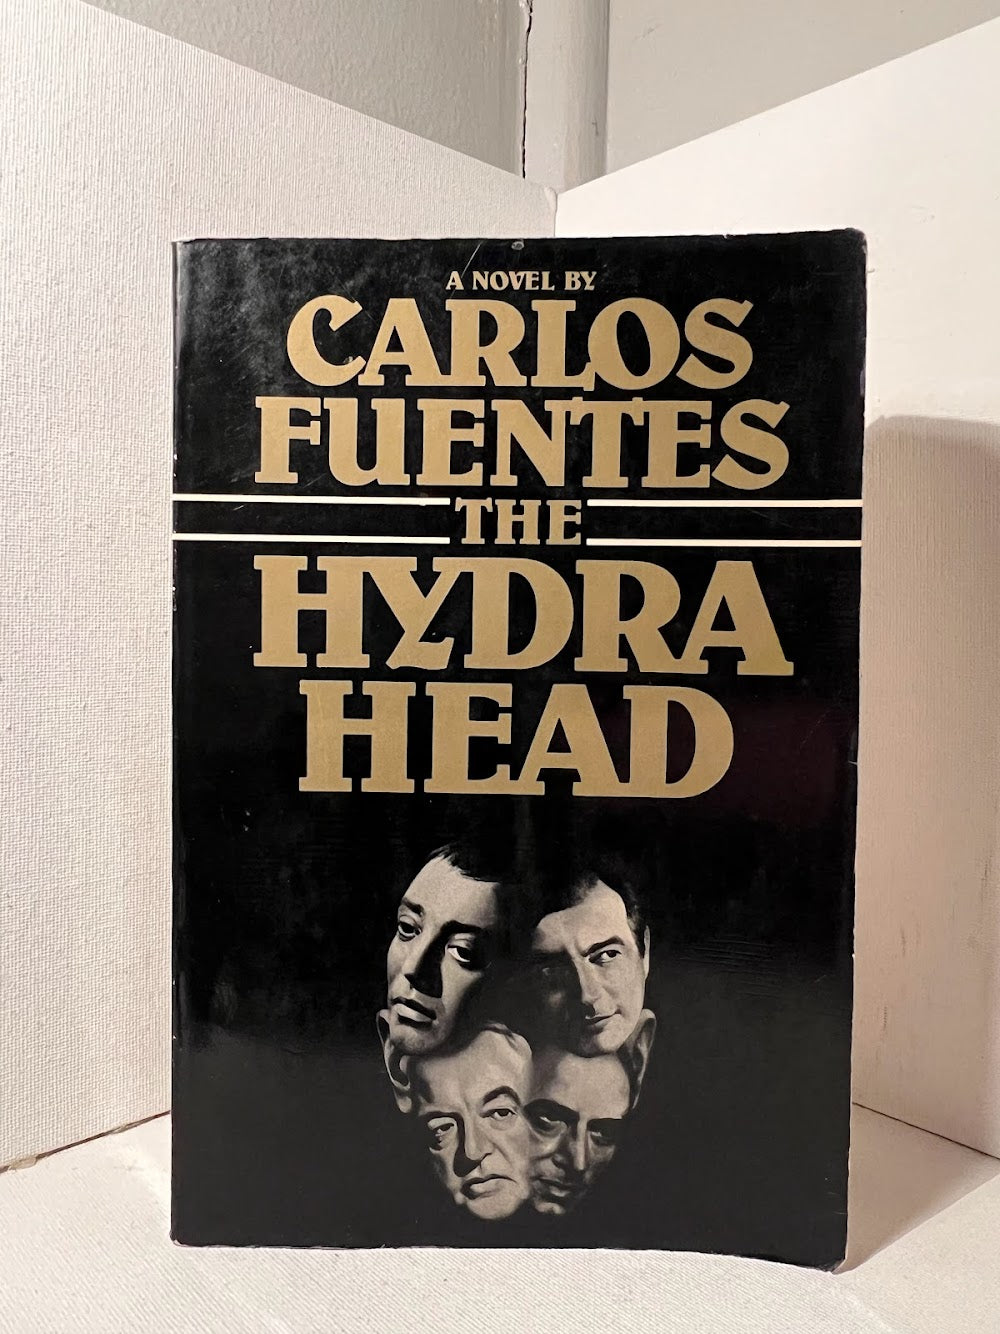 A NOVEL BY
CARLOS
FUENTES
THE
HYDRA
HEAD